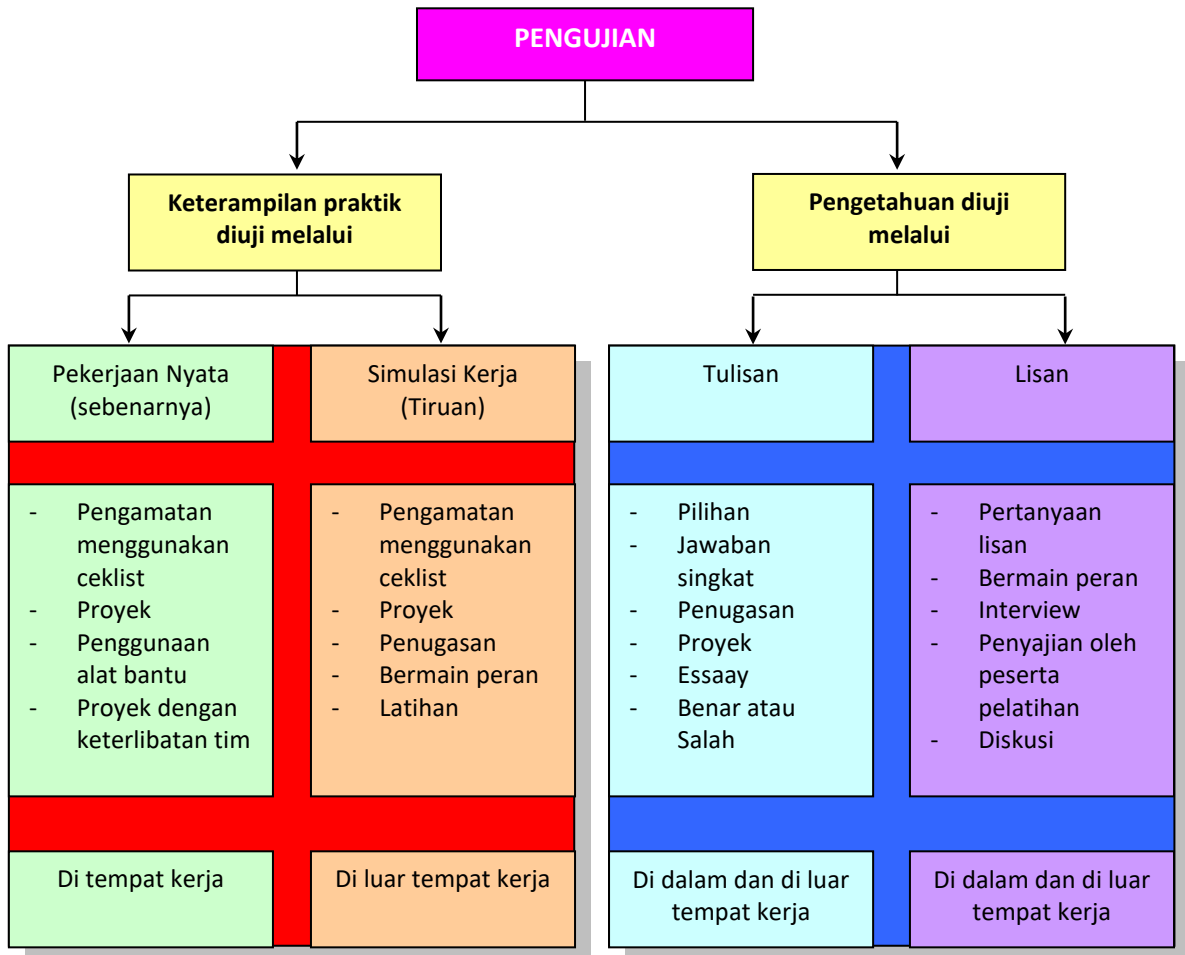 PENGUJIAN
Keterampilan praktik
diuji melalui
Pengetahuan diuji
melalui
Pekerjaan Nyata
(sebenarnya)
Simulasi Kerja
(Tiruan)
Tulisan
Lisan
- Pengamatan
menggunakan
ceklist
- Proyek
- Penggunaan
alat bantu
- Proyek dengan
keterlibatan tim
- Pengamatan
menggunakan
ceklist
- Proyek
- Penugasan
- Bermain peran
- Latihan
- Pilihan
- Jawaban
singkat
- Penugasan
- Proyek
- Essaay
- Benar atau
Salah
- Pertanyaan
lisan
- Bermain peran
- Interview
- Penyajian oleh
peserta
pelatihan
- Diskusi
Di tempat kerja
Di luar tempat kerja
Di dalam dan di luar
tempat kerja
Di dalam dan di luar
tempat kerja